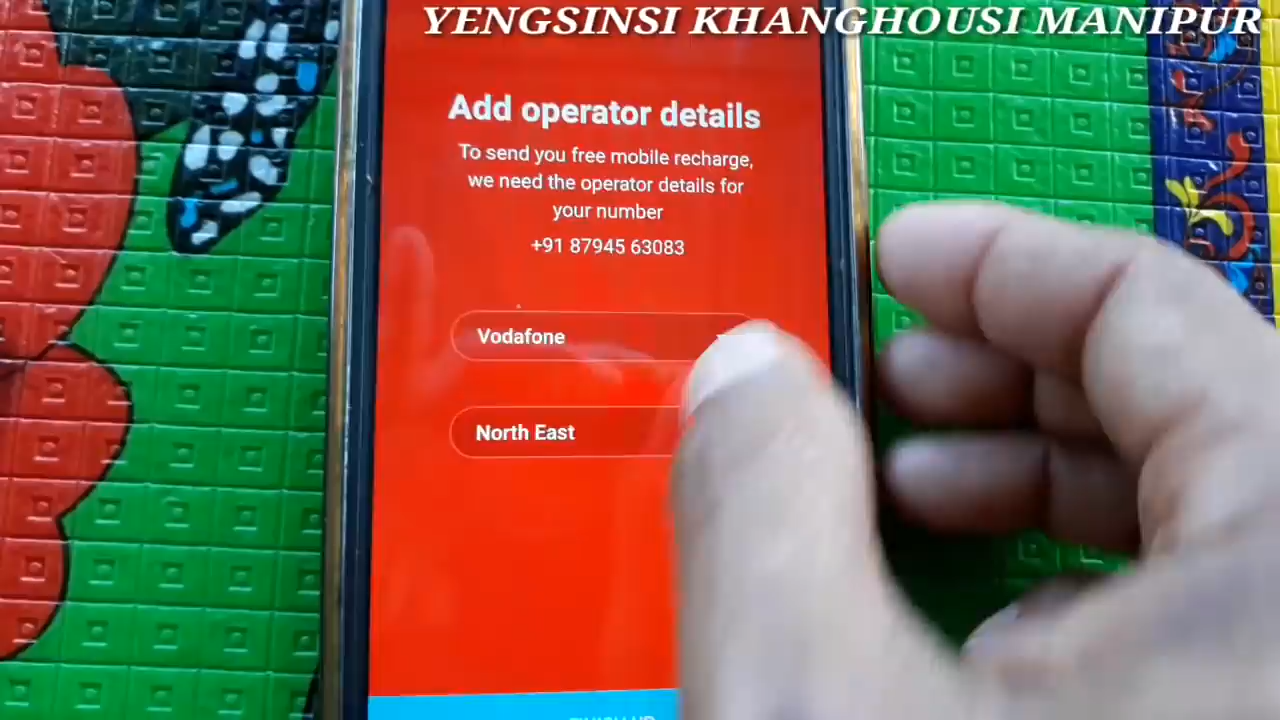 YENGSINSI KHANGHOUSI MANIPUR
Add operator details
To send you free mobile recharge,
we need the operator details for
your number
+91 87945 63083
Vodafone
North East